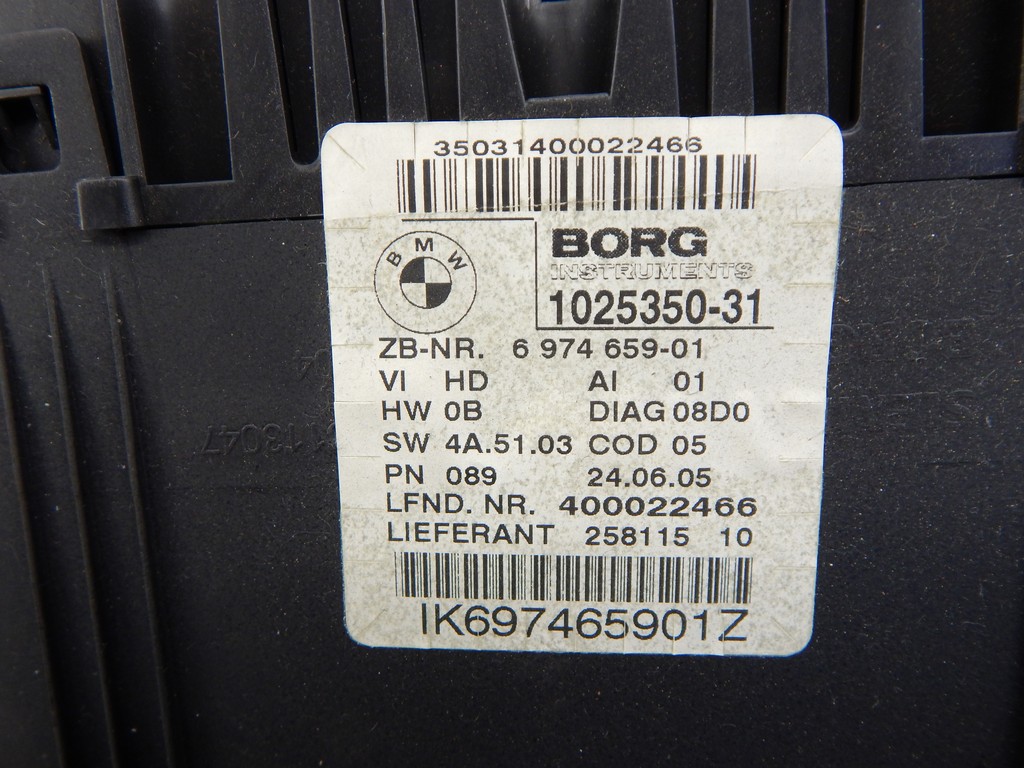 35031400022466
BMW
BORG
INSTRUMENTS
1025350-31
ZB-NR. 6 974 659-01
VI HD AI 01
HW 0B DIAG 08D0
SW 4A.51.03 COD 05
PN 089 24.06.05
LFND. NR. 400022466
LIEFERANT 258115 10
IK697465901Z